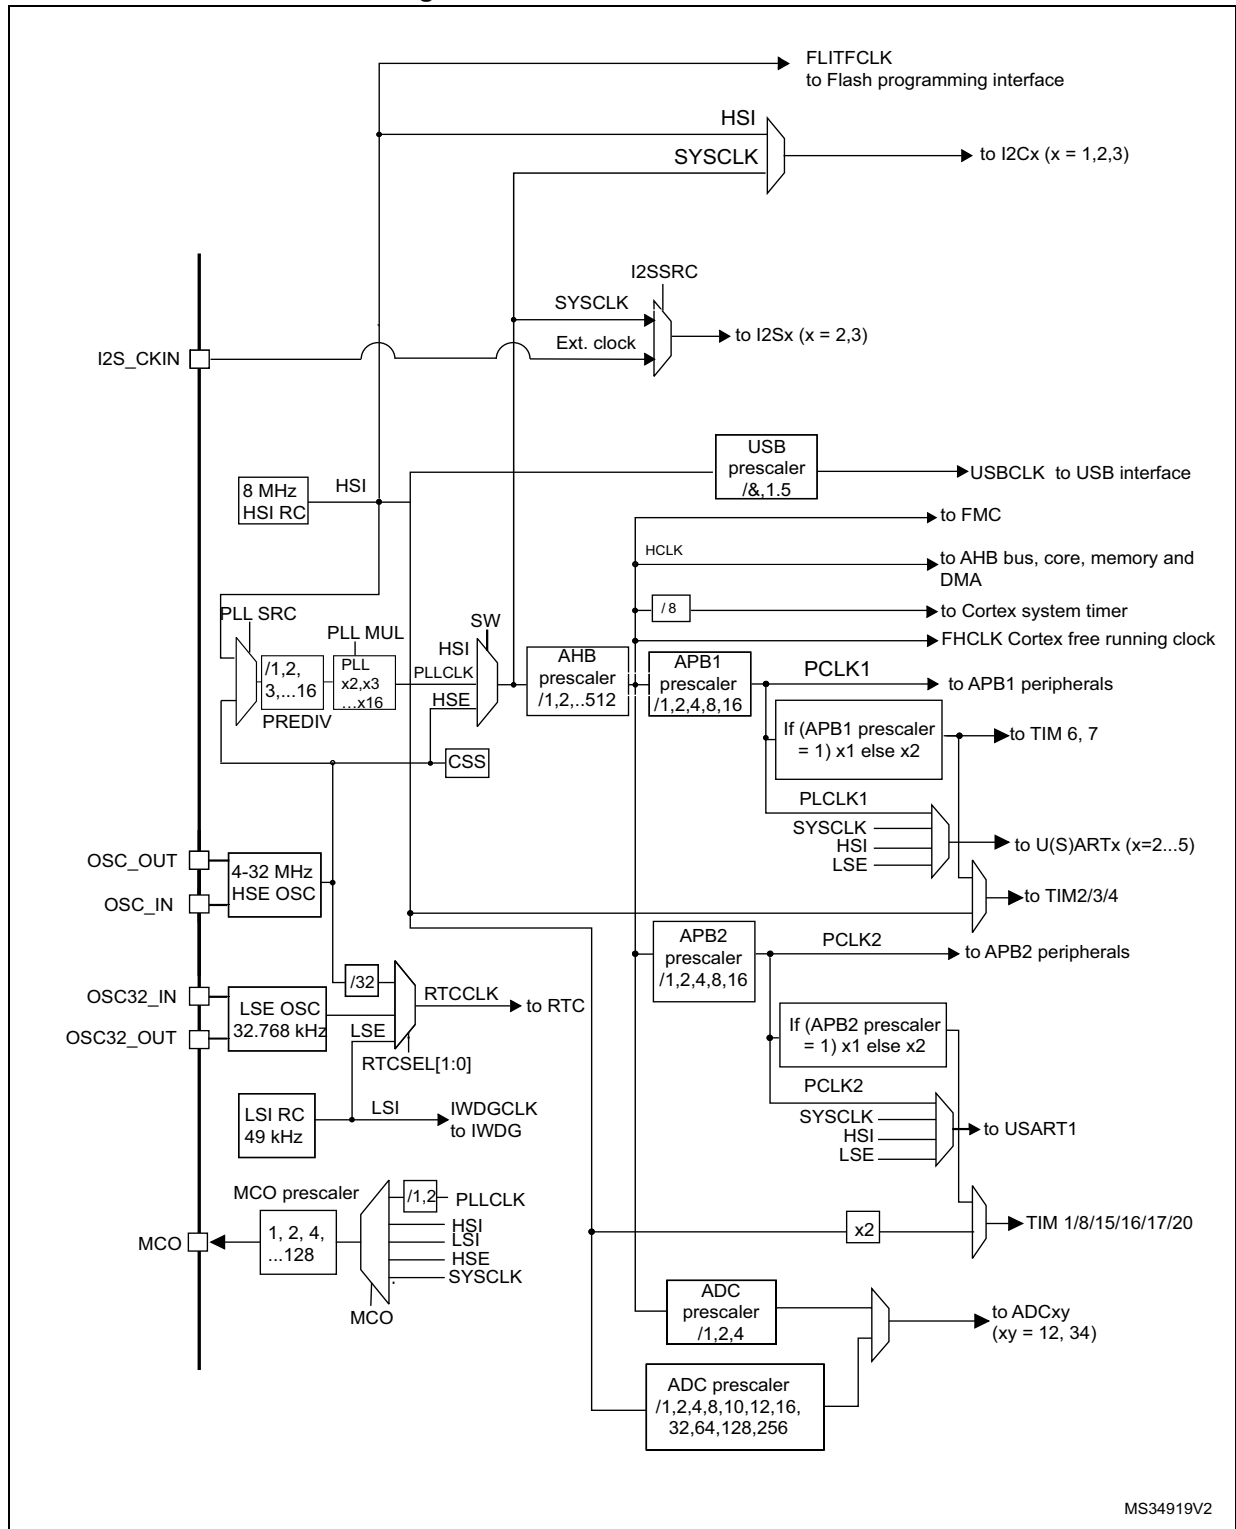 FLITFCLK
to Flash programming interface
HSI
SYSCLK
to I2Cx (x = 1,2,3)
I2SSRC
SYSCLK
to I2Sx (x = 2,3)
Ext. clock
I2S_CKIN
USB
prescaler
/&,1.5
USBCLK to USB interface
8 MHz
HSI RC
HSI
to FMC
HCLK
to AHB bus, core, memory and
DMA
/ 8
to Cortex system timer
FHCLK Cortex free running clock
PLL SRC
PLL MUL
SW
/1,2,
3,...16
PREDIV
PLL
x2,x3
...x16
HSI
PLLCLK
HSE
AHB
prescaler
/1,2,..512
APB1
prescaler
/1,2,4,8,16
PCLK1
to APB1 peripherals
If (APB1 prescaler
= 1) x1 else x2
to TIM 6, 7
CSS
PLCLK1
SYSCLK
HSI
LSE
to U(S)ARTx (x=2...5)
OSC_OUT
OSC_IN
4-32 MHz
HSE OSC
to TIM2/3/4
APB2
prescaler
/1,2,4,8,16
PCLK2
to APB2 peripherals
/32
OSC32_IN
OSC32_OUT
LSE OSC
32.768 kHz
LSE
RTCCLK
to RTC
RTCSEL[1:0]
If (APB2 prescaler
= 1) x1 else x2
LSI RC
49 kHz
LSI
IWDGCLK
to IWDG
PCLK2
SYSCLK
HSI
LSE
to USART1
MCO prescaler
/1,2
PLLCLK
HSI
LSI
HSE
SYSCLK
1, 2, 4,
...128
MCO
MCO
x2
TIM 1/8/15/16/17/20
ADC
prescaler
/1,2,4
to ADCxy
(xy = 12, 34)
ADC prescaler
/1,2,4,8,10,12,16,
32,64,128,256
MS34919V2